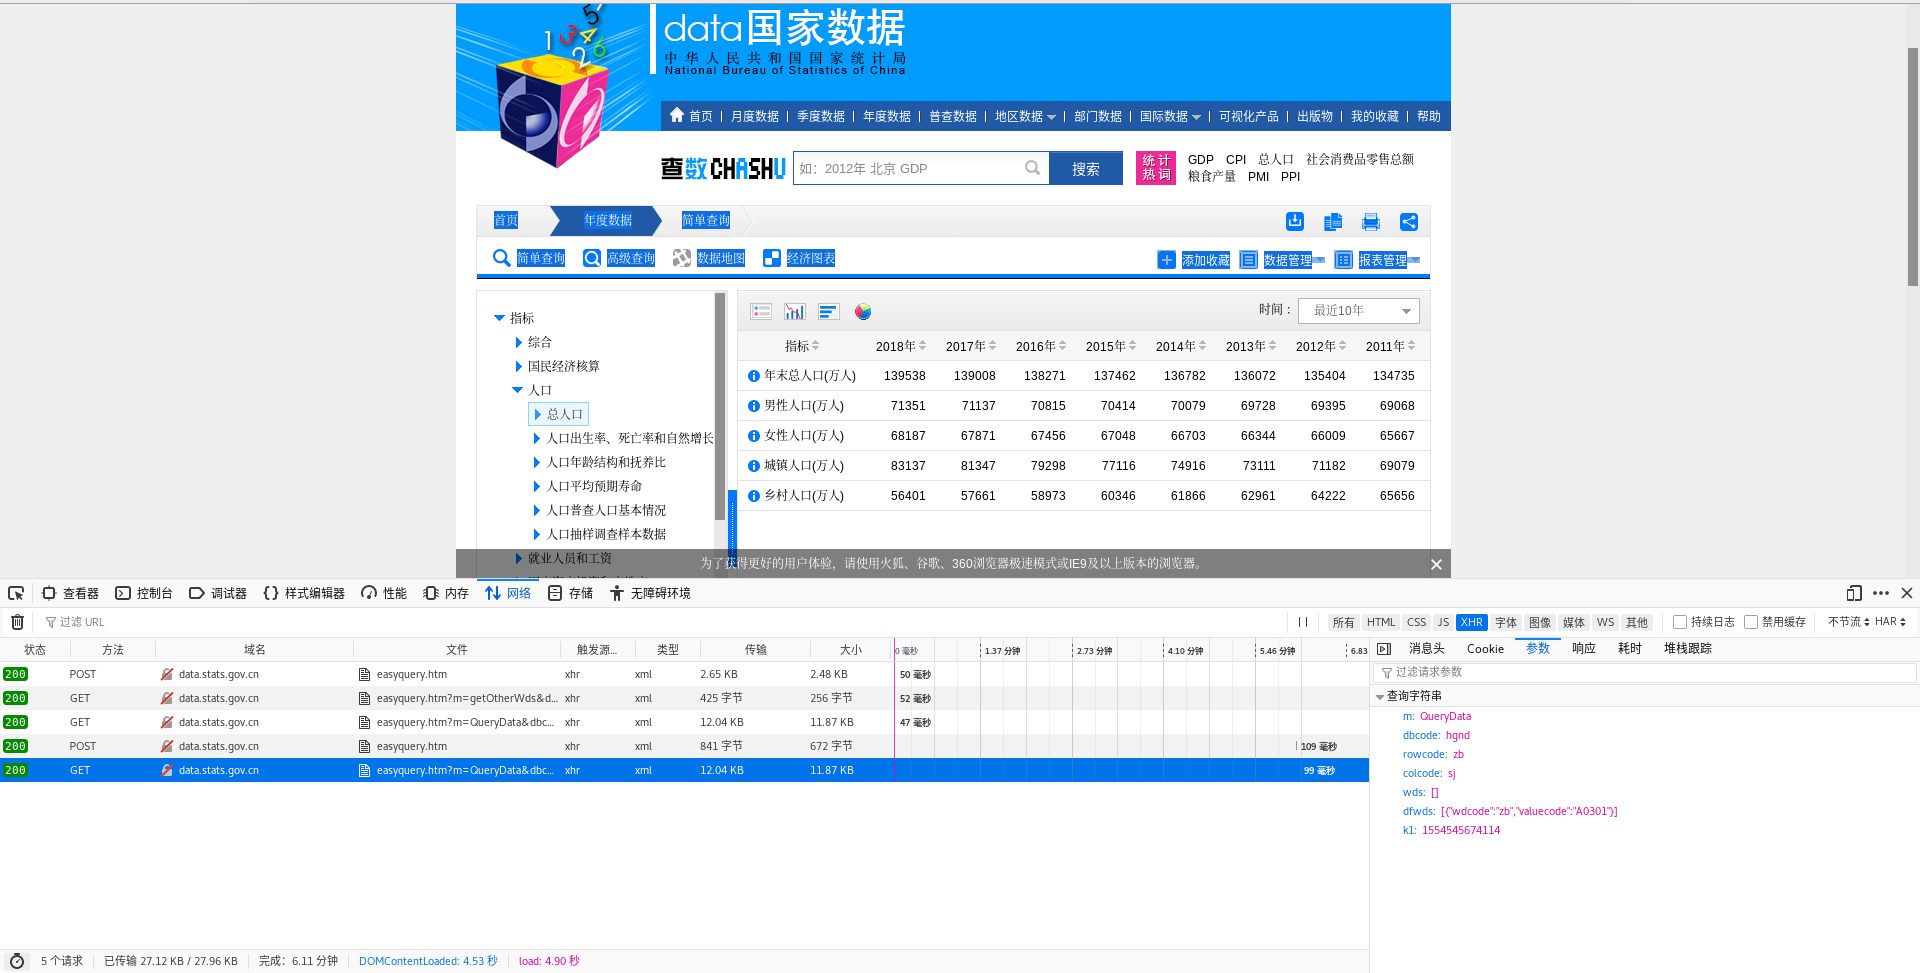 data国家数据
中华人民共和国国家统计局
National Bureau of Statistics of China
首页 月度数据 季度数据 年度数据 普查数据 地区数据 部门数据 国际数据 可视化产品 出版物 我的收藏 帮助
查数 CHASHU 如：2012年 北京 GDP 搜索 统计热词 GDP CPI 总人口 社会消费品零售总额
粮食产量 PMI PPI
首页 年度数据 简单查询
简单查询 高级查询 数据地图 经济图表 添加收藏 数据管理 报表管理
时间： 最近10年
指标
综合
国民经济核算
人口
总人口
人口出生率、死亡率和自然增长
人口年龄结构和抚养比
人口平均预期寿命
人口普查人口基本情况
人口抽样调查样本数据
就业人员和工资
指标 2018年 2017年 2016年 2015年 2014年 2013年 2012年 2011年
年末总人口(万人) 139538 139008 138271 137462 136782 136072 135404 134735
男性人口(万人) 71351 71137 70815 70414 70079 69728 69395 69068
女性人口(万人) 68187 67871 67456 67048 66703 66344 66009 65667
城镇人口(万人) 83137 81347 79298 77116 74916 73111 71182 69079
乡村人口(万人) 56401 57661 58973 60346 61866 62961 64222 65656
为了获得更好的用户体验，请使用火狐、谷歌、360浏览器极速模式或IE9及以上版本的浏览器。
查看器 控制台 调试器 样式编辑器 性能 内存 网络 存储 无障碍环境
过滤 URL 所有 HTML CSS JS XHR 字体 图像 媒体 WS 其他 持续日志 禁用缓存 不节流 HAR
状态 方法 域名 文件 触发源... 类型 传输 大小 0 毫秒 1.37 分钟 2.73 分钟 4.10 分钟 5.46 分钟 6.83
200 POST data.stats.gov.cn easyquery.htm xhr xml 2.65 KB 2.48 KB 50 毫秒
200 GET data.stats.gov.cn easyquery.htm?m=getOtherWds&d... xhr xml 425 字节 256 字节 52 毫秒
200 GET data.stats.gov.cn easyquery.htm?m=QueryData&dbc... xhr xml 12.04 KB 11.87 KB 47 毫秒
200 POST data.stats.gov.cn easyquery.htm xhr xml 841 字节 672 字节 109 毫秒
200 GET data.stats.gov.cn easyquery.htm?m=QueryData&dbc... xhr xml 12.04 KB 11.87 KB 99 毫秒
消息头 Cookie 参数 响应 耗时 堆栈跟踪
过滤请求参数
查询字符串
m: QueryData
dbcode: hgnd
rowcode: zb
colcode: sj
wds: []
dfwds: [{"wdcode":"zb","valuecode":"A0301"}]
k1: 1554545674114
5 个请求 已传输 27.12 KB / 27.96 KB 完成：6.11 分钟 DOMContentLoaded: 4.53 秒 load: 4.90 秒